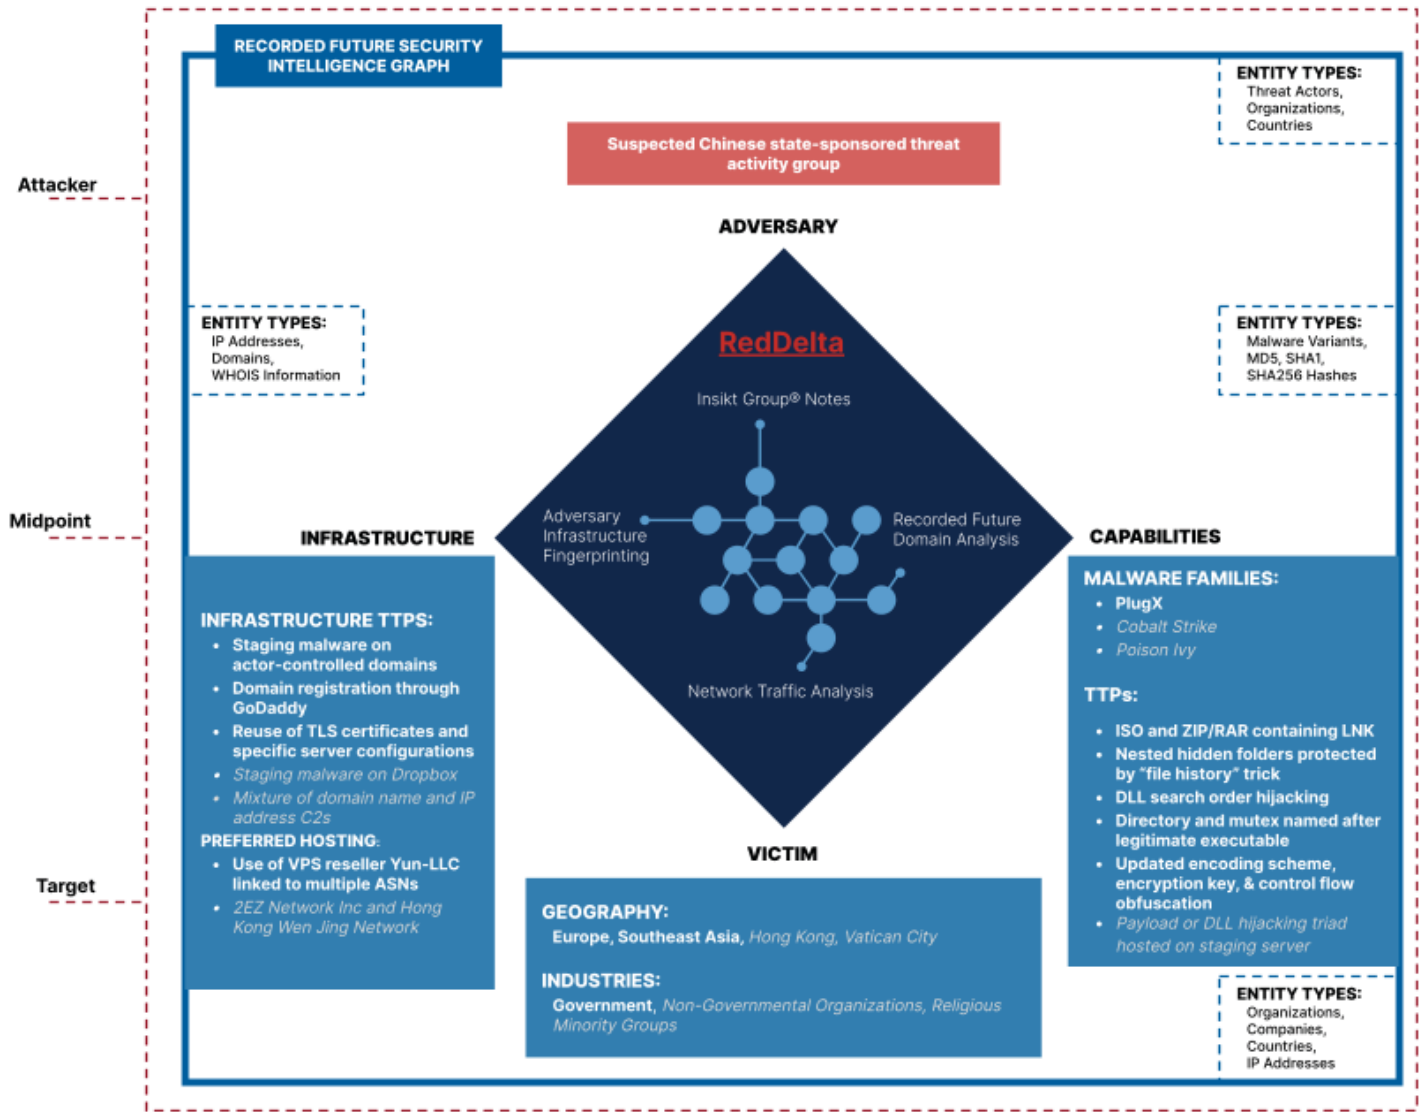 RECORDED FUTURE SECURITY
INTELLIGENCE GRAPH
ENTITY TYPES:
Threat Actors,
Organizations,
Countries
Suspected Chinese state-sponsored threat
activity group
Attacker
ADVERSARY
ENTITY TYPES:
IP Addresses,
Domains,
WHOIS Information
ENTITY TYPES:
Malware Variants,
MD5, SHA1,
SHA256 Hashes
RedDelta
Insikt Group® Notes
Adversary
Infrastructure
Fingerprinting
Recorded Future
Domain Analysis
Network Traffic Analysis
Midpoint
INFRASTRUCTURE
INFRASTRUCTURE TTPS:
• Staging malware on
actor-controlled domains
• Domain registration through
GoDaddy
• Reuse of TLS certificates and
specific server configurations
• Staging malware on Dropbox
• Mixture of domain name and IP
address C2s
PREFERRED HOSTING:
• Use of VPS reseller Yun-LLC
linked to multiple ASNs
• 2EZ Network Inc and Hong
Kong Wen Jing Network
CAPABILITIES
MALWARE FAMILIES:
• PlugX
• Cobalt Strike
• Poison Ivy
TTPs:
• ISO and ZIP/RAR containing LNK
• Nested hidden folders protected
by “file history” trick
• DLL search order hijacking
• Directory and mutex named after
legitimate executable
• Updated encoding scheme,
encryption key, & control flow
obfuscation
• Payload or DLL hijacking triad
hosted on staging server
Target
VICTIM
GEOGRAPHY:
Europe, Southeast Asia, Hong Kong, Vatican City
INDUSTRIES:
Government, Non-Governmental Organizations, Religious
Minority Groups
ENTITY TYPES:
Organizations,
Companies,
Countries,
IP Addresses